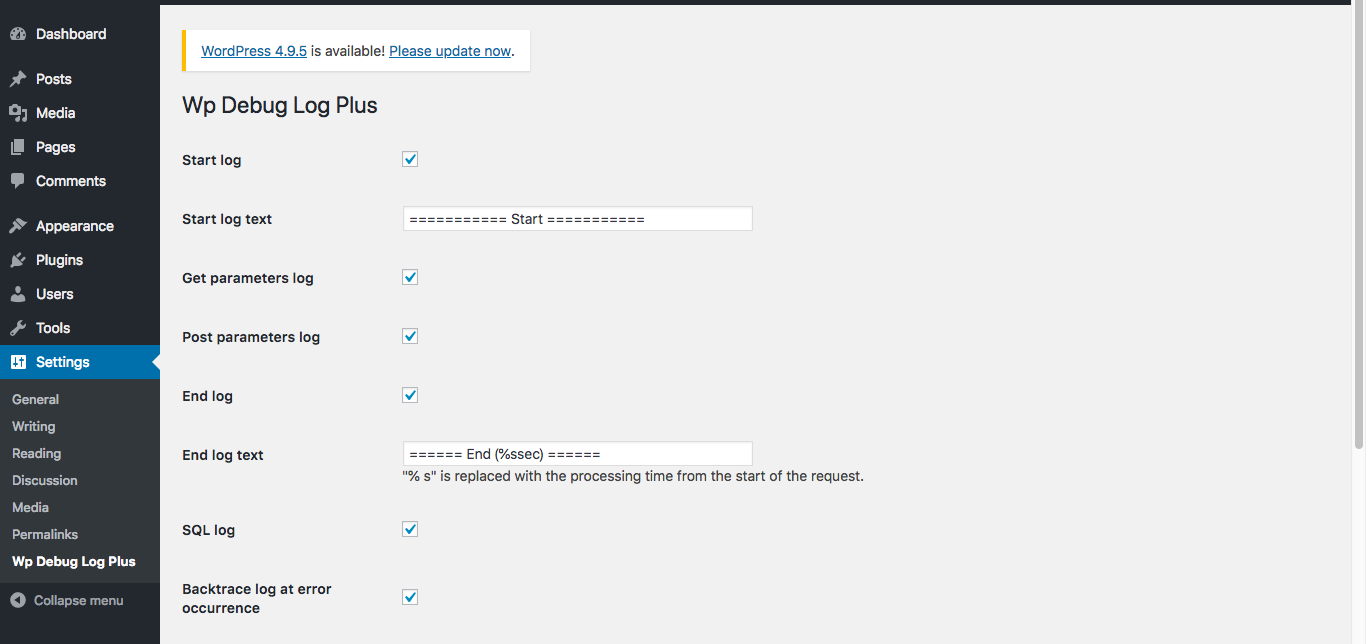 Dashboard
Posts
Media
Pages
Comments
Appearance
Plugins
Users
Tools
Settings
General
Writing
Reading
Discussion
Media
Permalinks
Wp Debug Log Plus
Collapse menu
WordPress 4.9.5 is available! Please update now.
Wp Debug Log Plus
Start log
Start log text
=========== Start ===========
Get parameters log
Post parameters log
End log
End log text
====== End (%ssec) ======
"% s" is replaced with the processing time from the start of the request.
SQL log
Backtrace log at error
occurrence